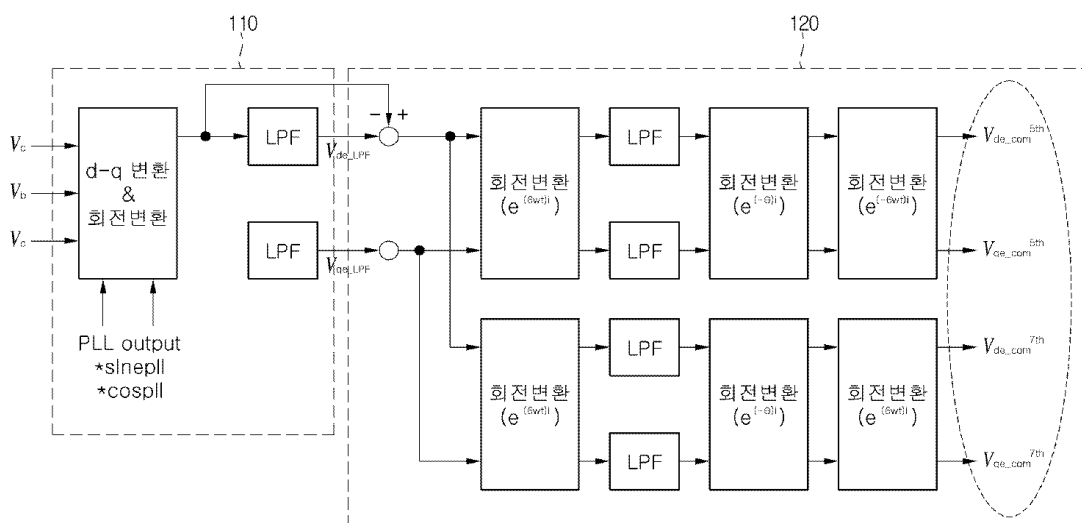 110
120
V_c
V_b
V_c
d-q 변환
&
회전변환
PLL output
*sinepll
*cospll
LPF
LPF
V_de_LPF
V_qe_LPF
- +
회전변환
(e^(6wt)i)
LPF
LPF
회전변환
(e^(-θ)i)
회전변환
(e^(-6wt)i)
V_de_com^5th
V_qe_com^5th
회전변환
(e^(6wt)i)
LPF
LPF
회전변환
(e^(-θ)i)
회전변환
(e^(6wt)i)
V_de_com^7th
V_qe_com^7th